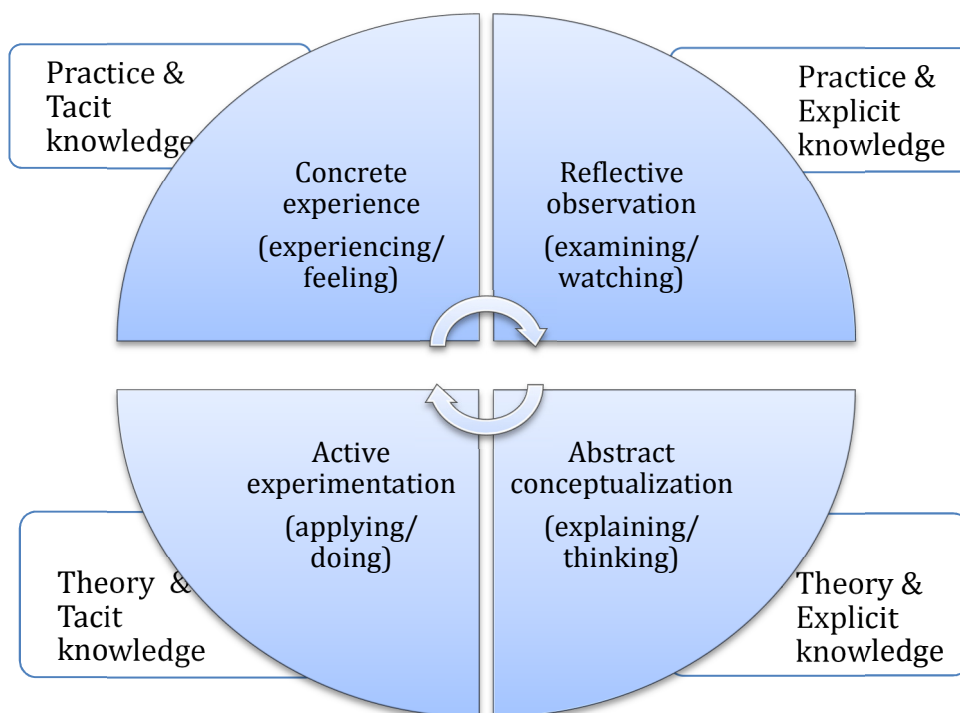 Practice &
Tacit
knowledge
Concrete
experience
(experiencing/
feeling)
Reflective
observation
(examining/
watching)
Practice &
Explicit
knowledge
Theory &
Tacit
knowledge
Active
experimentation
(applying/
doing)
Abstract
conceptualization
(explaining/
thinking)
Theory &
Explicit
knowledge